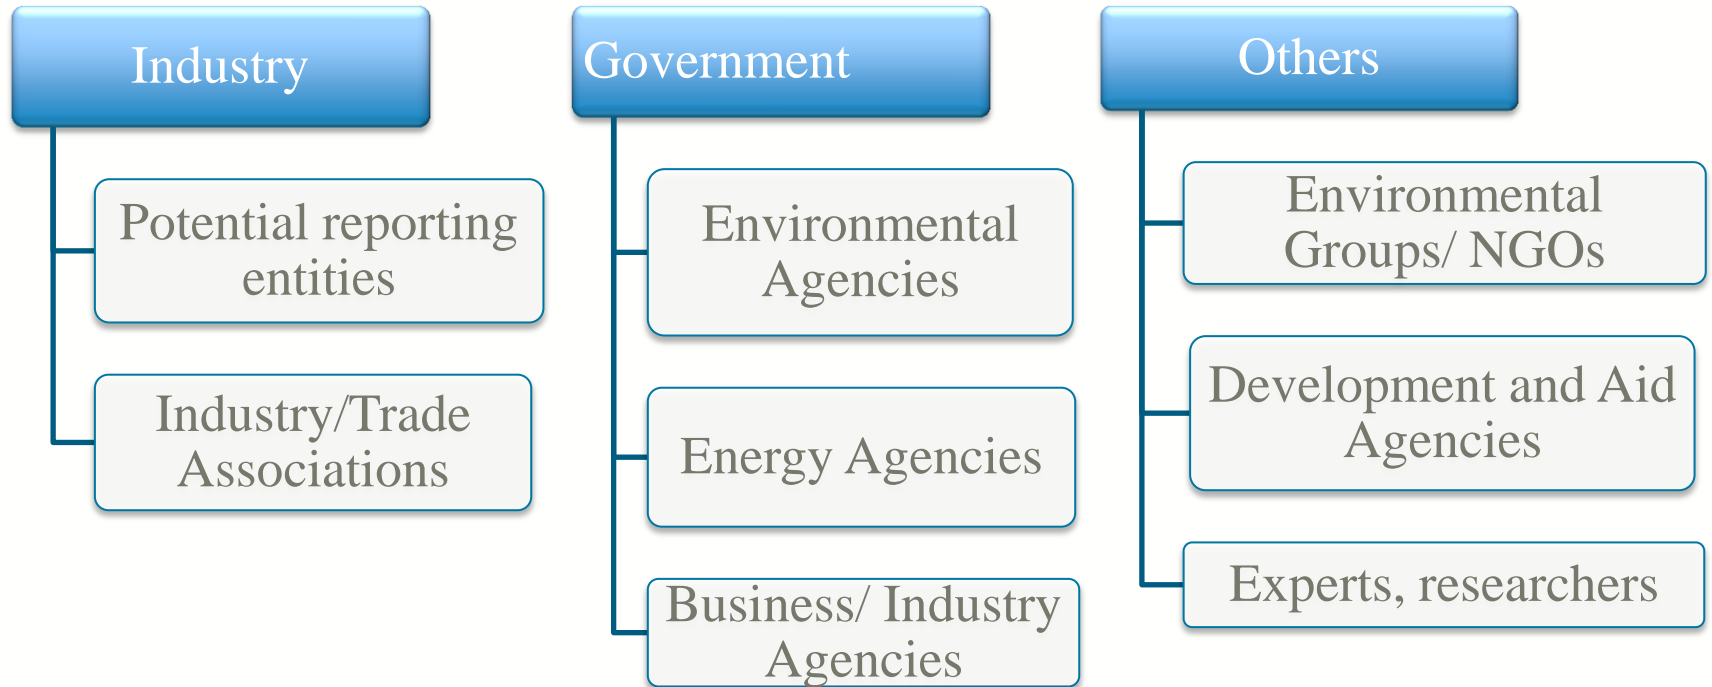 Industry
Potential reporting
entities
Industry/Trade
Associations
Government
Environmental
Agencies
Energy Agencies
Business/ Industry
Agencies
Others
Environmental
Groups/ NGOs
Development and Aid
Agencies
Experts, researchers